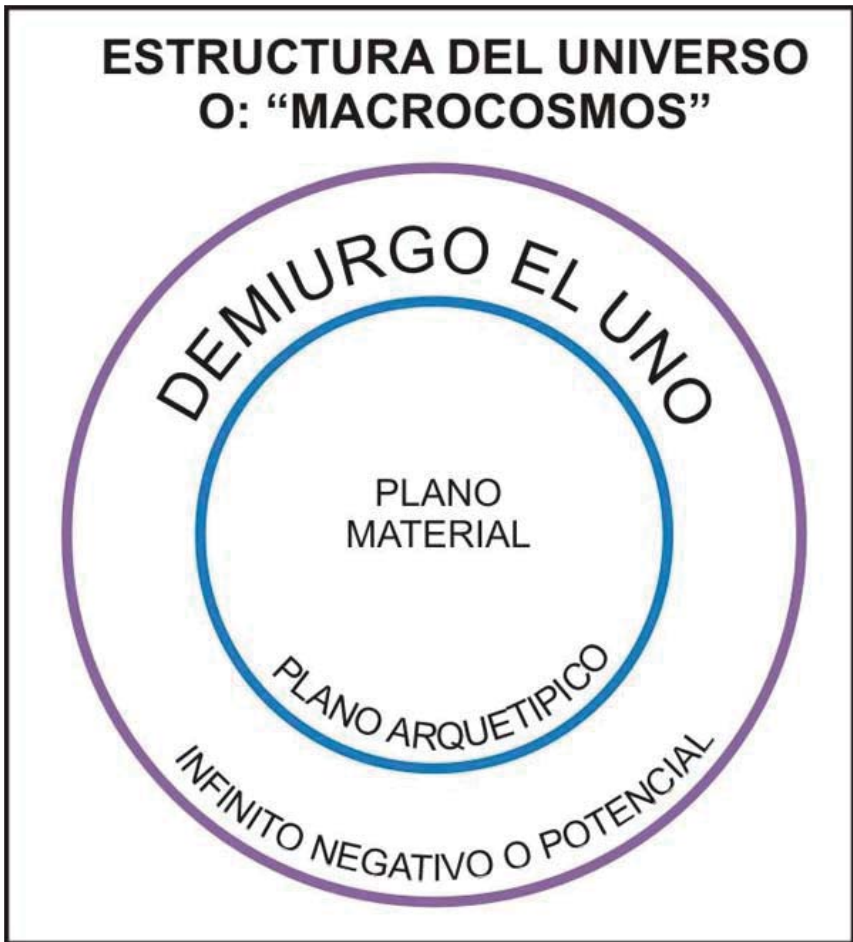 ESTRUCTURA DEL UNIVERSO
O: “MACROCOSMOS”
DEMIURGO EL UNO
PLANO
MATERIAL
PLANO ARQUETIPICO
INFINITO NEGATIVO O POTENCIAL